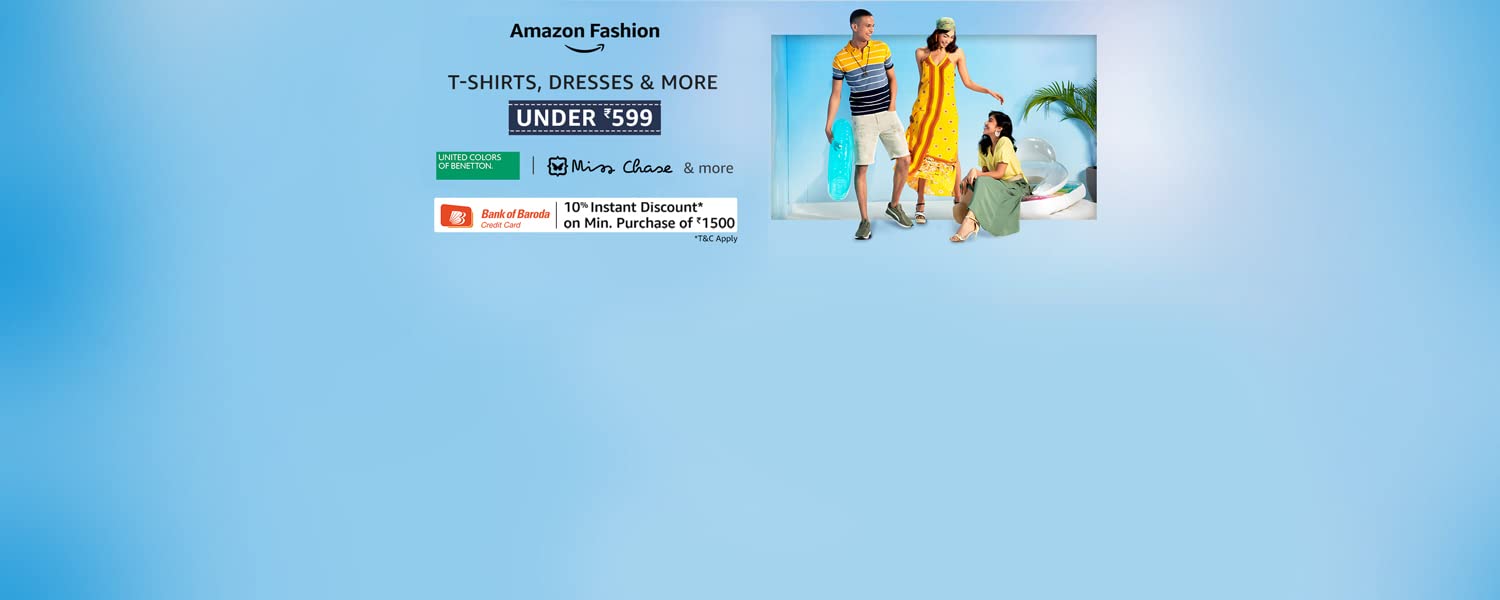 Amazon Fashion
T-SHIRTS, DRESSES & MORE
UNDER ₹599
UNITED COLORS
OF BENETTON.
Miss Chase & more
Bank of Baroda
Credit Card
10% Instant Discount*
on Min. Purchase of ₹1500
*T&C Apply